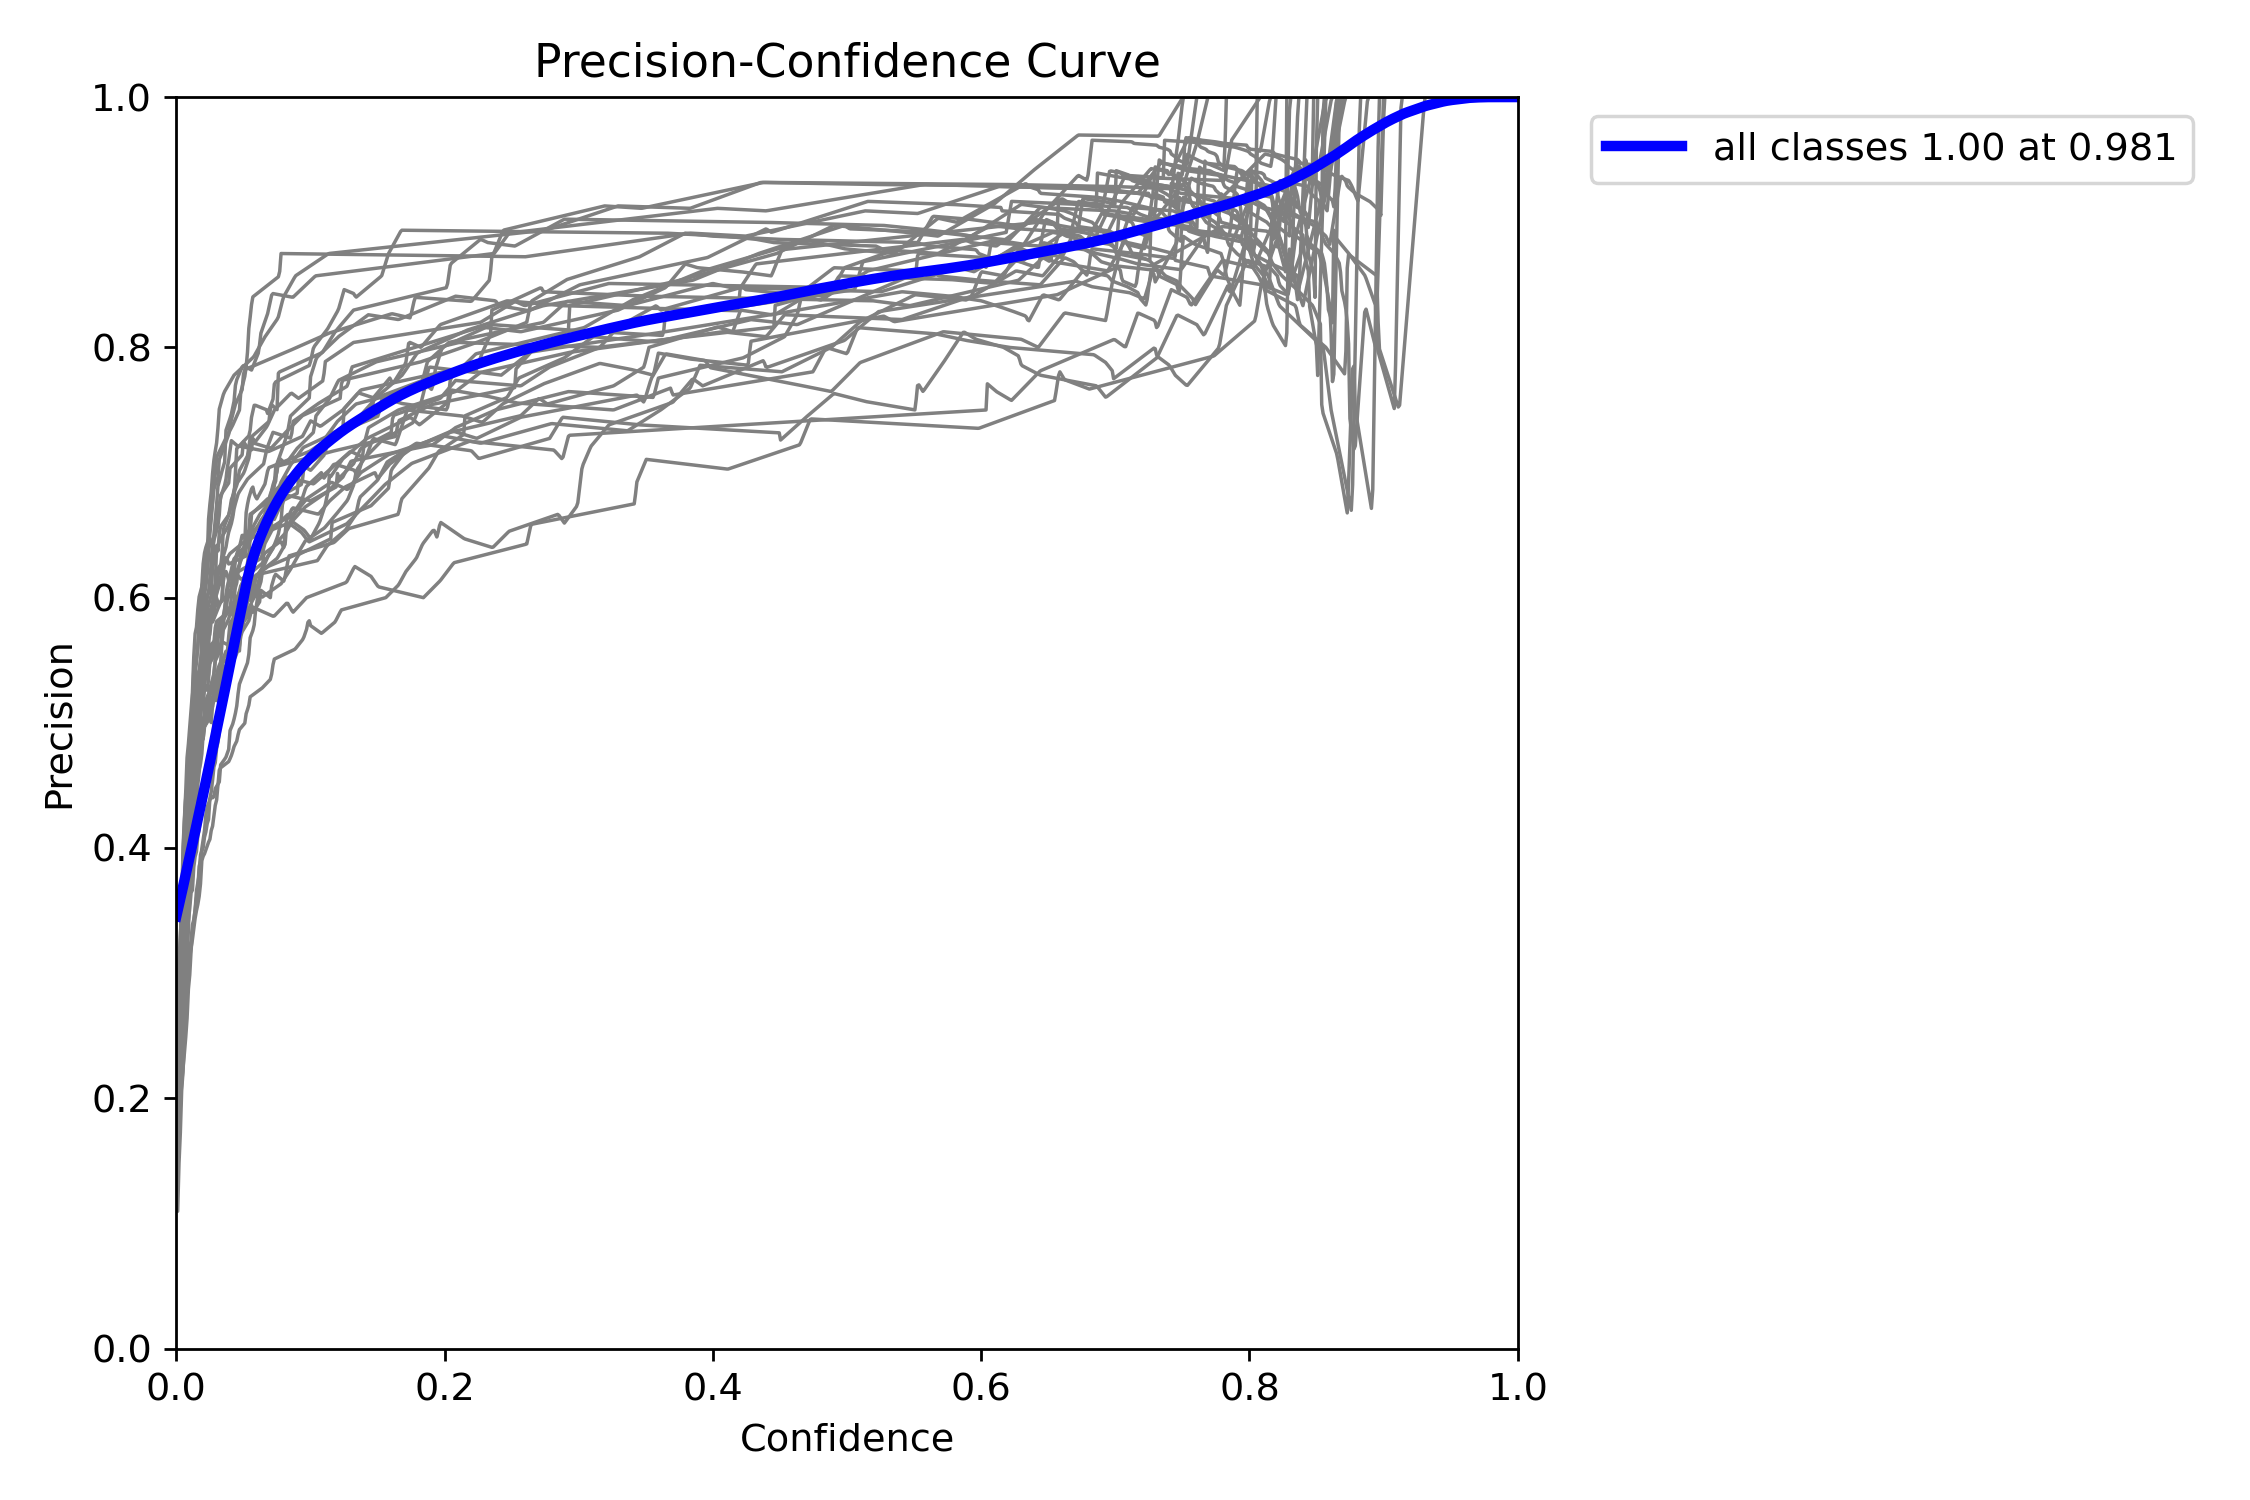 Precision-Confidence Curve
all classes 1.00 at 0.981
1.0
0.8
0.6
0.4
0.2
0.0
Precision
0.0 0.2 0.4 0.6 0.8 1.0
Confidence